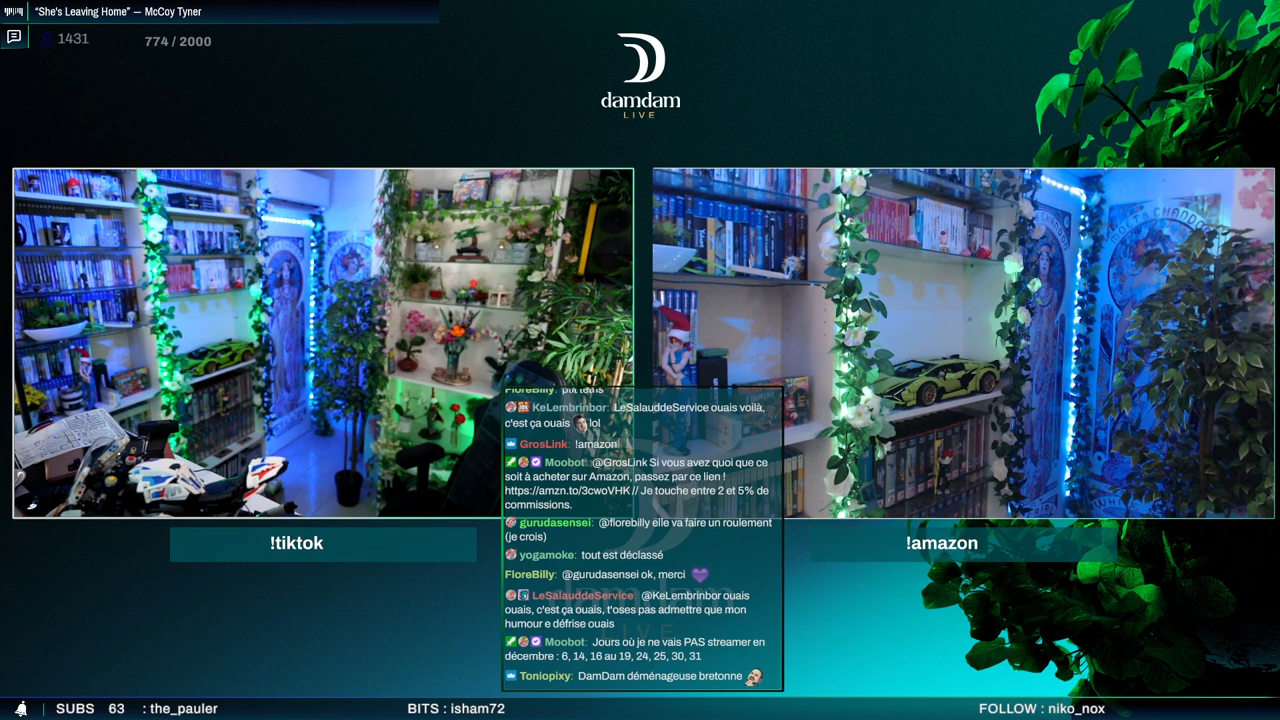 “She's Leaving Home” — McCoy Tyner
1431
774 / 2000
damdam
LIVE
FloreBilly: ptit tems
KeLembrinbor: LeSalauddeService ouais voilà,
c'est ça ouais lol
GrosLink: !amazon
Moobot: @GrosLink Si vous avez quoi que ce
soit à acheter sur Amazon, passez par ce lien !
https://amzn.to/3cwoVHK // Je touche entre 2 et 5% de
commissions.
gurudasensei: @florebilly elle va faire un roulement
(je crois)
yogamoke: tout est déclassé
FloreBilly: @gurudasensei ok, merci
LeSalauddeService: @KeLembrinbor ouais
ouais, c'est ça ouais, t'oses pas admettre que mon
humour e défrise ouais
Moobot: Jours où je ne vais PAS streamer en
décembre : 6, 14, 16 au 19, 24, 25, 30, 31
Toniopixy: DamDam déménageuse bretonne
!tiktok
!amazon
SUBS 63 : the_pauler
BITS : isham72
FOLLOW : niko_nox